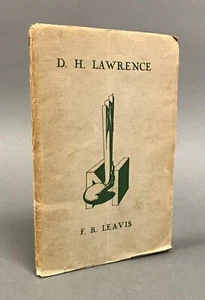 D. H. LAWRENCE
F. R. LEAVIS